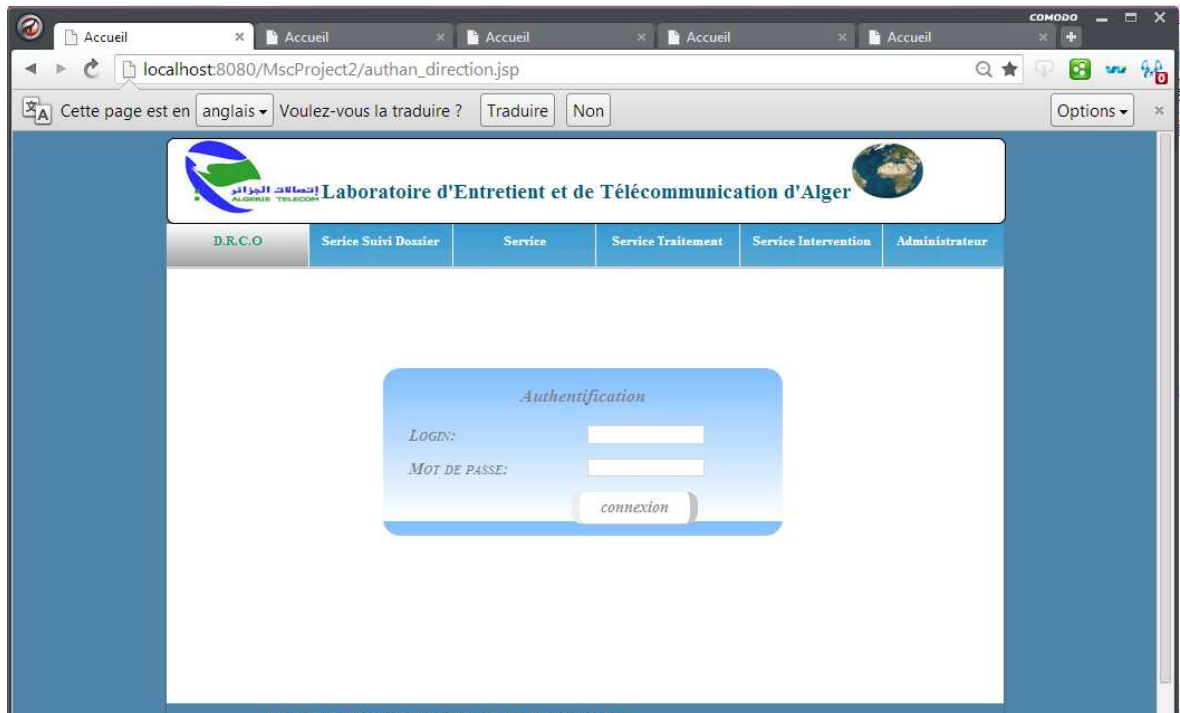 COMODO
Accueil Accueil Accueil Accueil Accueil
localhost:8080/MscProject2/authan_direction.jsp
Cette page est en anglais Voulez-vous la traduire ? Traduire Non Options
0
إتصالات الجزائر
ALGERIE TELECOM
Laboratoire d'Entretient et de Télécommunication d'Alger
D.R.C.O Serice Suivi Dossier Service Service Traitement Service Intervention Administrateur
Authentification
LOGIN:
MOT DE PASSE:
connexion